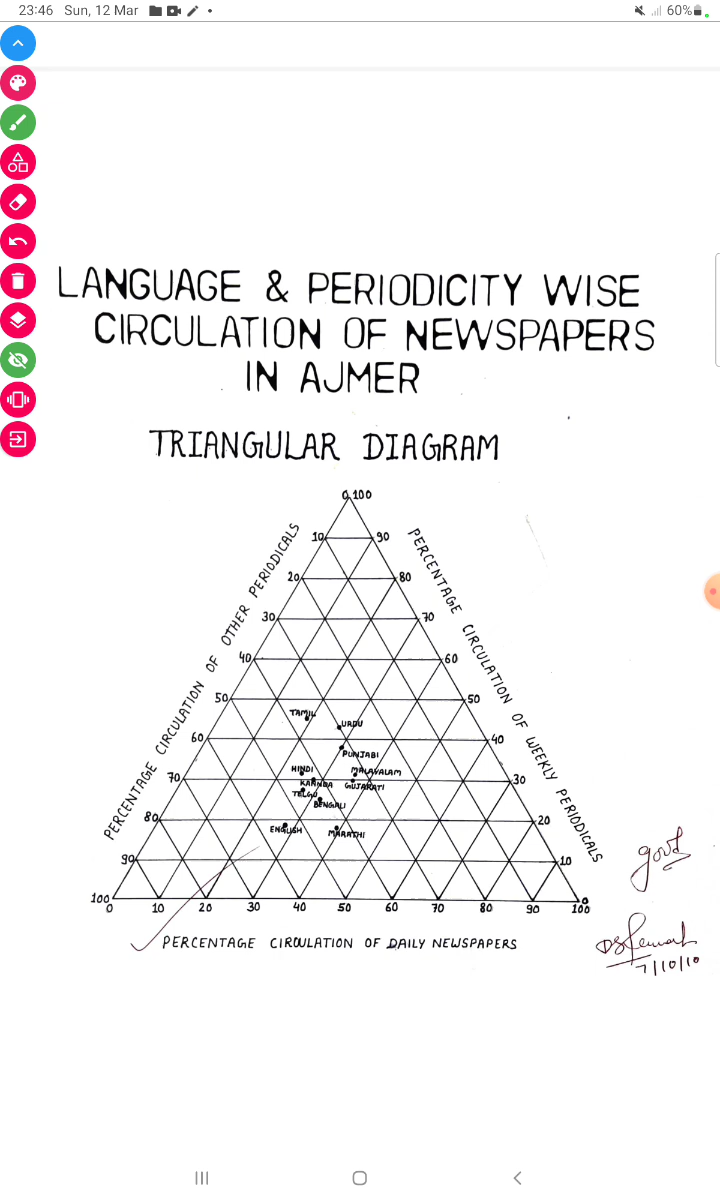 23:46 Sun, 12 Mar
60%
LANGUAGE & PERIODICITY WISE
CIRCULATION OF NEWSPAPERS
IN AJMER
TRIANGULAR DIAGRAM
0 100
10 90
20 80
30 70
40 60
50 50
60 40
70 30
80 20
90 10
100 0
PERCENTAGE CIRCULATION OF OTHER PERIODICALS
PERCENTAGE CIRCULATION OF WEEKLY PERIODICALS
TAMIL
URDU
PUNJABI
HINDI
MALAYALAM
KANNDA
GUJARATI
TELGU
BENGALI
ENGLISH
MARATHI
0 10 20 30 40 50 60 70 80 90 100
PERCENTAGE CIRCULATION OF DAILY NEWSPAPERS
7/10/10